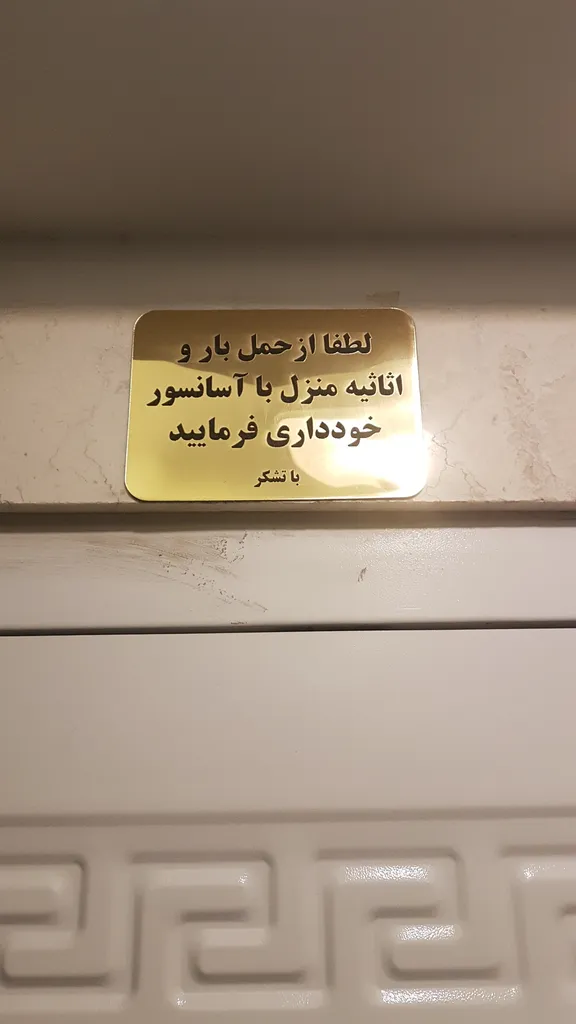 لطفا از حمل بار و
اثاثیه منزل با آسانسور
خودداری فرمایید
با تشکر